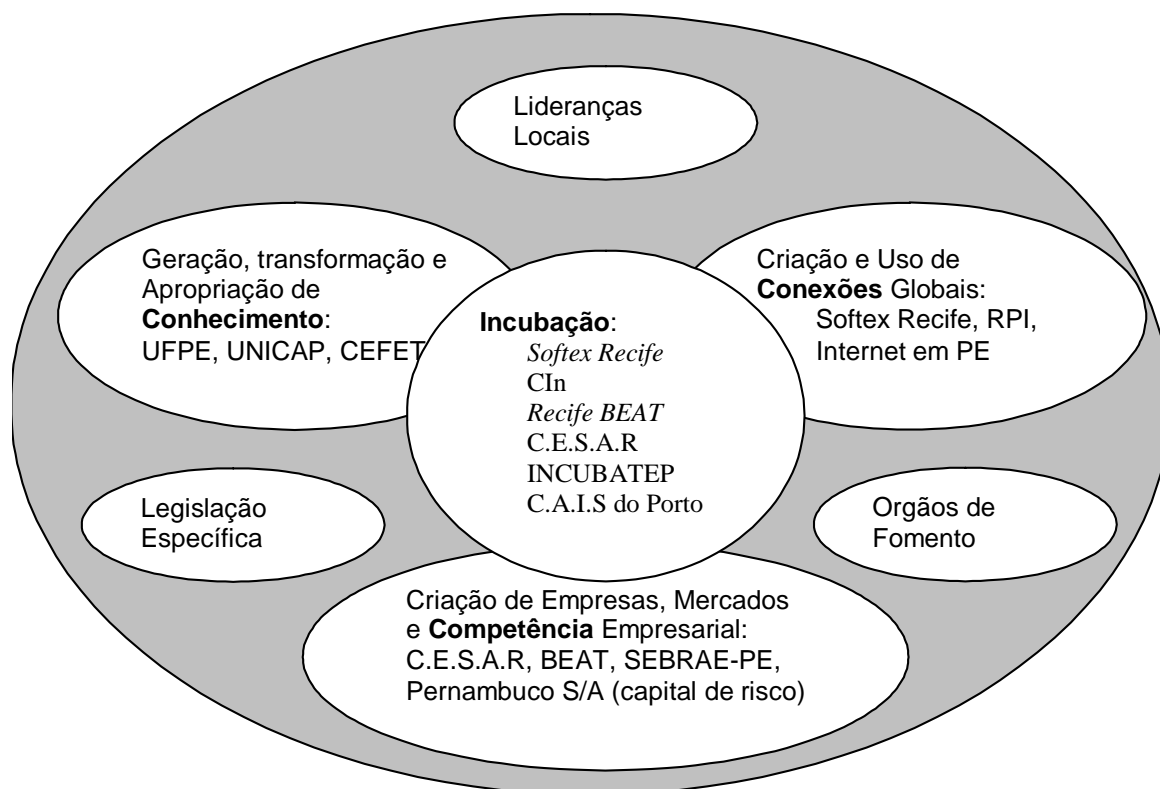 Lideranças
Locais
Geração, transformação e
Apropriação de
Conhecimento:
UFPE, UNICAP, CEFET
Criação e Uso de
Conexões Globais:
Softex Recife, RPI,
Internet em PE
Incubação:
Softex Recife
CIn
Recife BEAT
C.E.S.A.R
INCUBATEP
C.A.I.S do Porto
Legislação
Específica
Orgãos de
Fomento
Criação de Empresas, Mercados
e Competência Empresarial:
C.E.S.A.R, BEAT, SEBRAE-PE,
Pernambuco S/A (capital de risco)